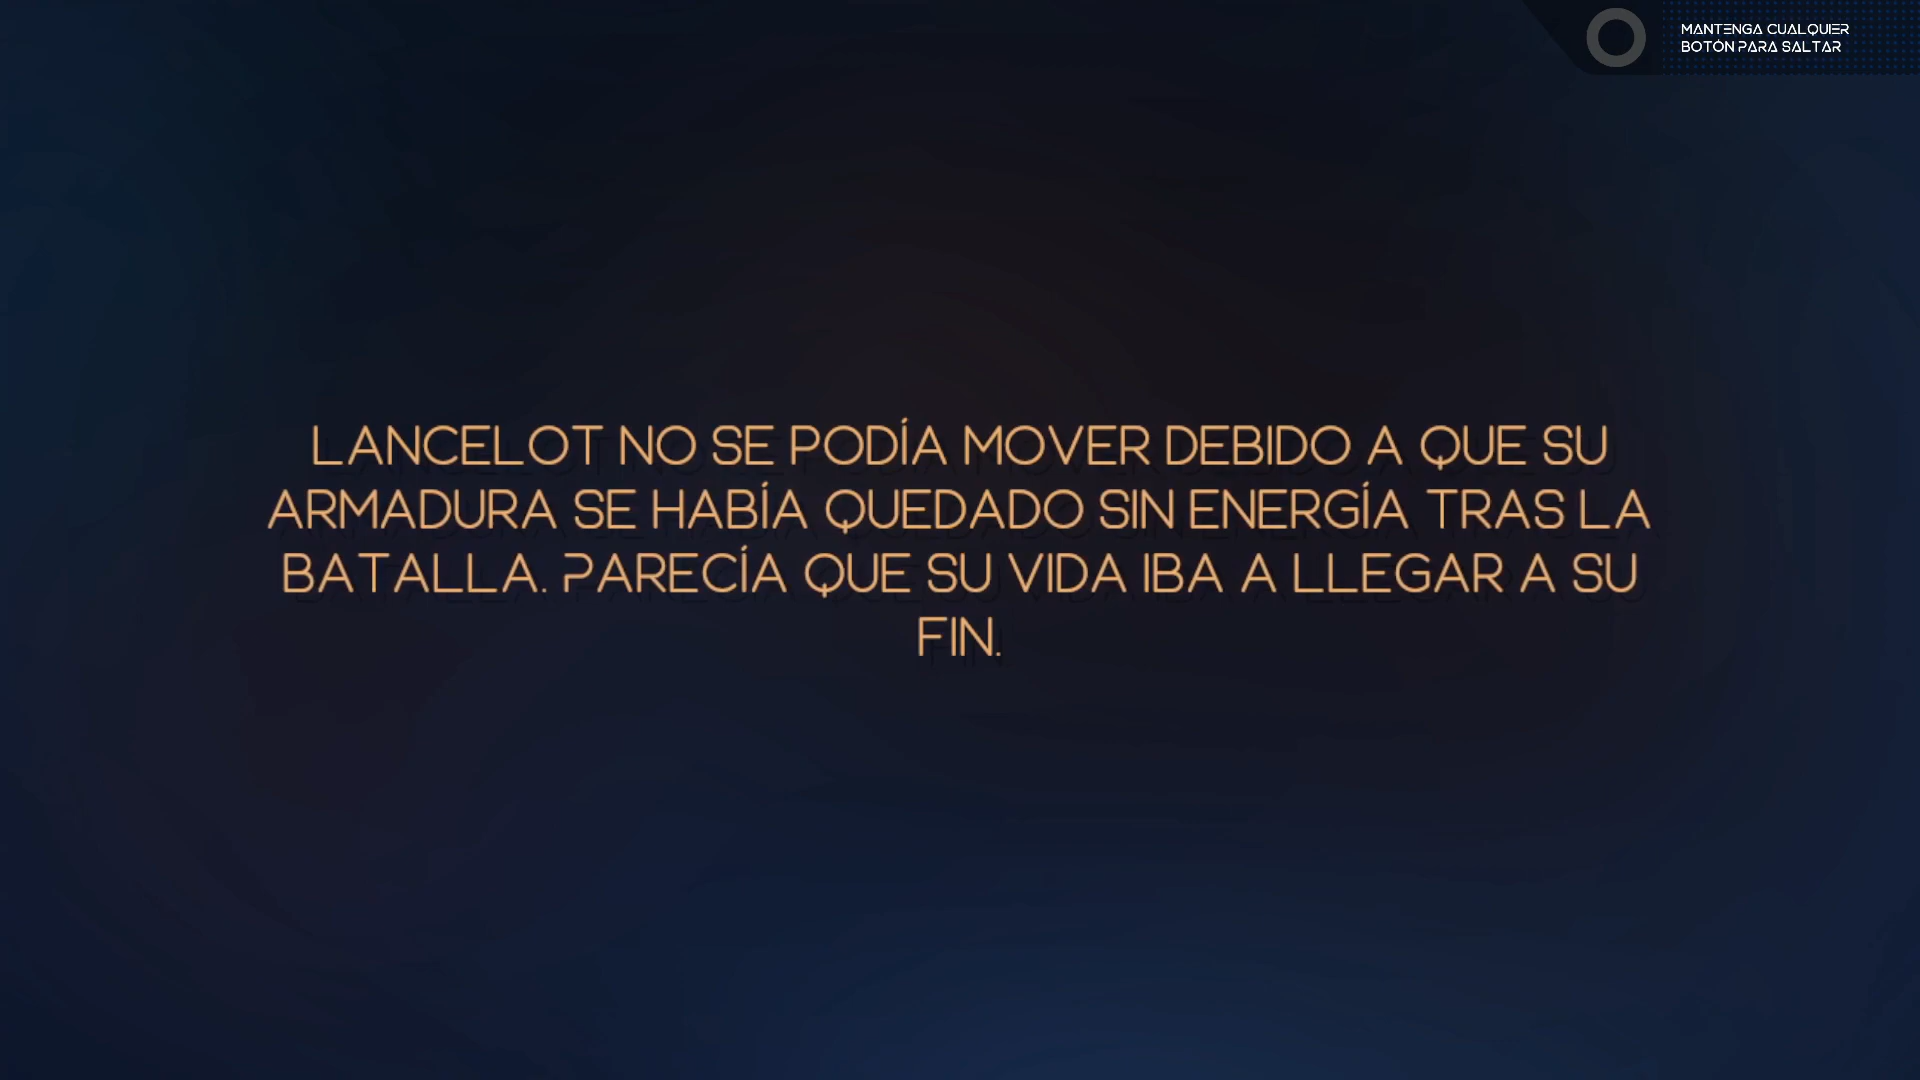 MANTENGA CUALQUIER
BOTÓN PARA SALTAR
LANCELOT NO SE PODÍA MOVER DEBIDO A QUE SU
ARMADURA SE HABÍA QUEDADO SIN ENERGÍA TRAS LA
BATALLA. PARECÍA QUE SU VIDA IBA A LLEGAR A SU
FIN.